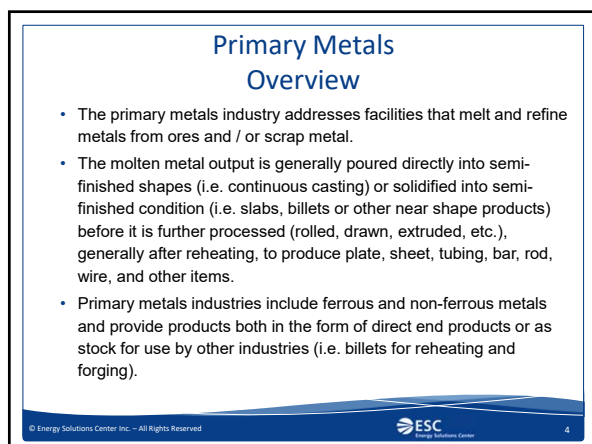 Primary Metals
Overview
• The primary metals industry addresses facilities that melt and refine
metals from ores and / or scrap metal.
• The molten metal output is generally poured directly into semi-
finished shapes (i.e. continuous casting) or solidified into semi-
finished condition (i.e. slabs, billets or other near shape products)
before it is further processed (rolled, drawn, extruded, etc.),
generally after reheating, to produce plate, sheet, tubing, bar, rod,
wire, and other items.
• Primary metals industries include ferrous and non-ferrous metals
and provide products both in the form of direct end products or as
stock for use by other industries (i.e. billets for reheating and
forging).
© Energy Solutions Center Inc. – All Rights Reserved
ESC
Energy Solutions Center
4